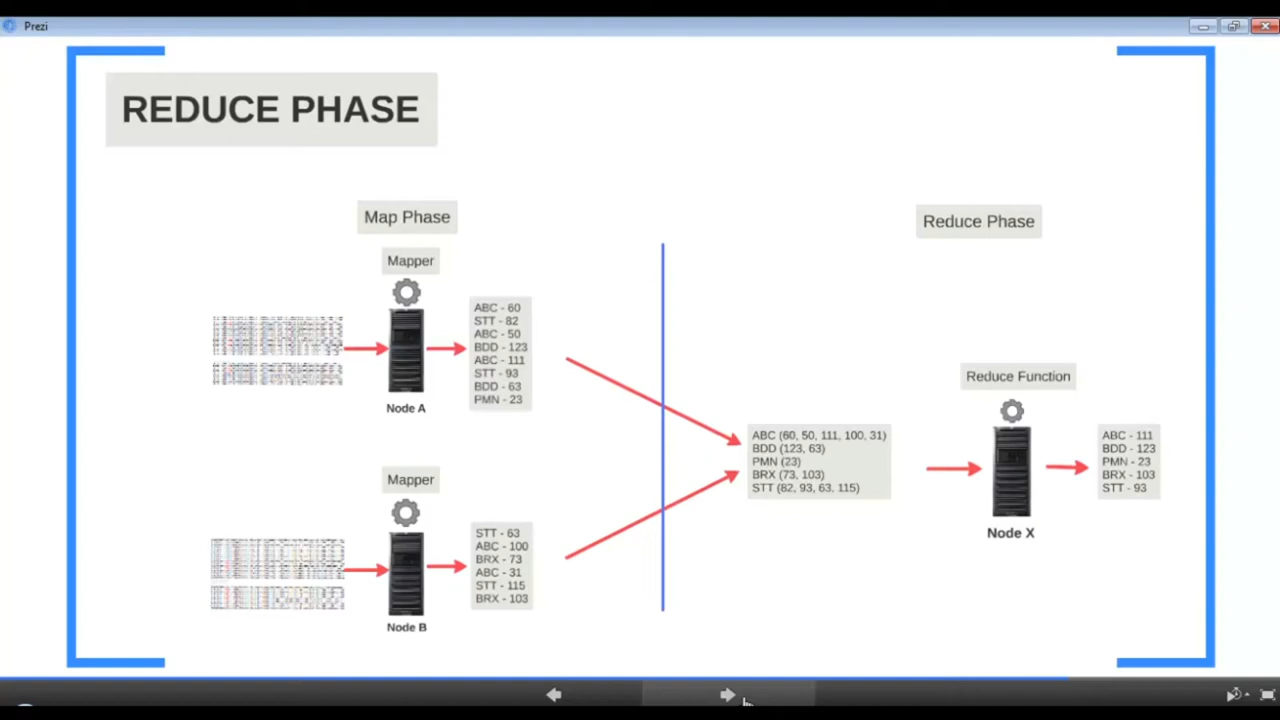 Prezi
REDUCE PHASE
Map Phase
Mapper
ABC - 60
STT - 82
ABC - 50
BDD - 123
ABC - 111
STT - 93
BDD - 63
PMN - 23
Node A
Mapper
STT - 63
ABC - 100
BRX - 73
ABC - 31
STT - 115
BRX - 103
Node B
Reduce Phase
ABC (60, 50, 111, 100, 31)
BDD (123, 63)
PMN (23)
BRX (73, 103)
STT (82, 93, 63, 115)
Reduce Function
Node X
ABC - 111
BDD - 123
PMN - 23
BRX - 103
STT - 93